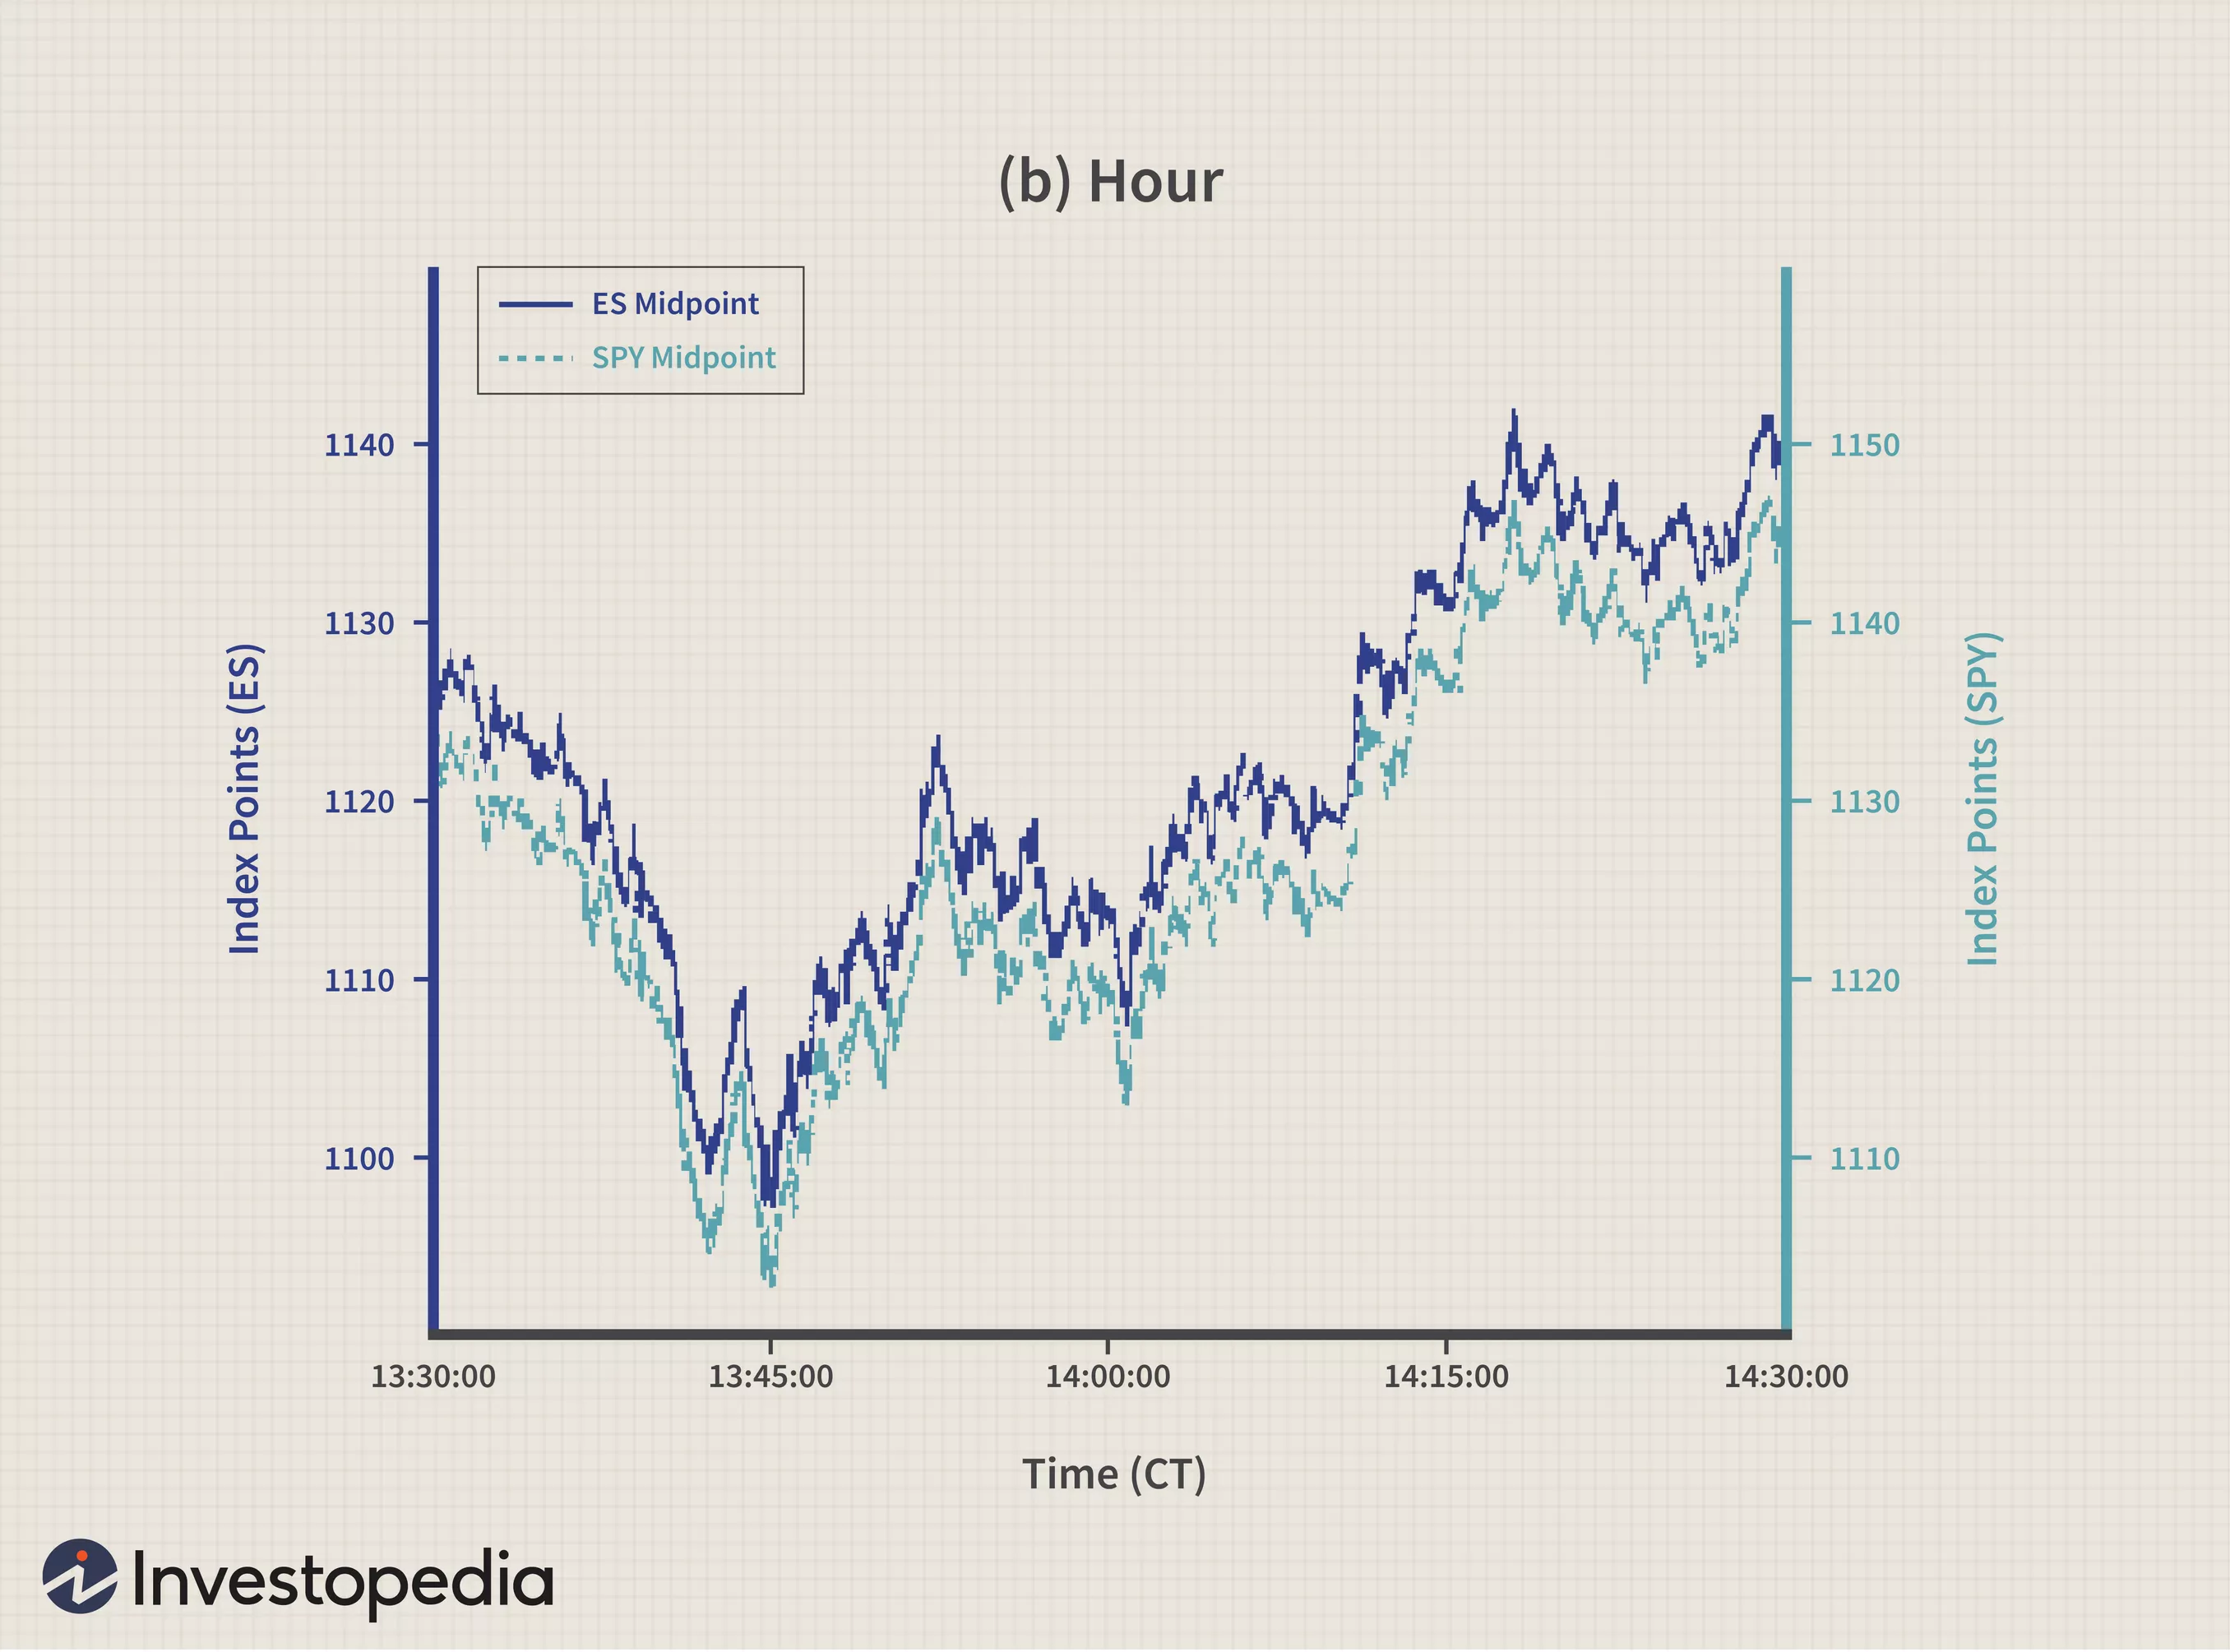 (b) Hour
ES Midpoint
SPY Midpoint
Index Points (ES)
1140
1130
1120
1110
1100
1150
1140
1130
1120
1110
Index Points (SPY)
13:30:00
13:45:00
14:00:00
14:15:00
14:30:00
Time (CT)
Investopedia